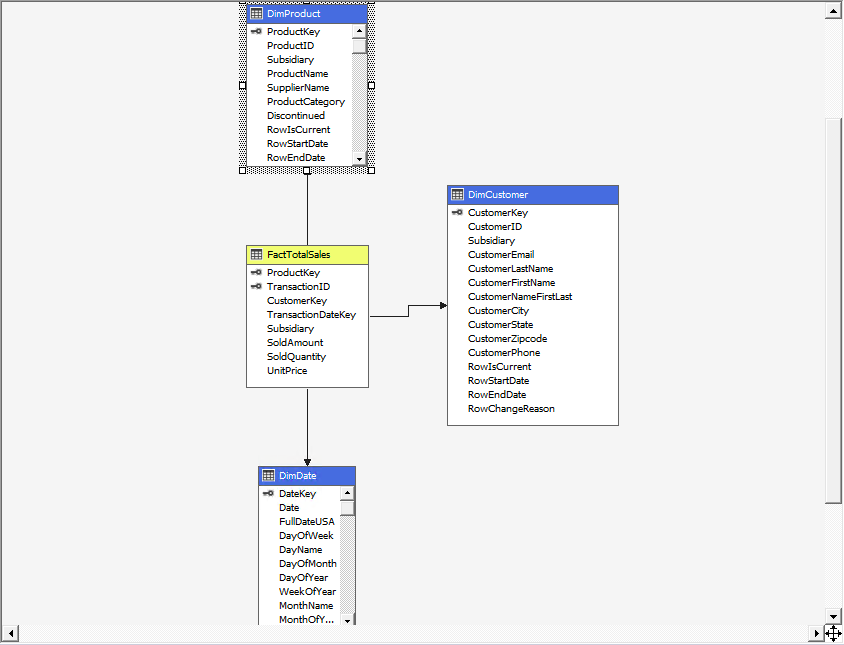 DimProduct
ProductKey
ProductID
Subsidiary
ProductName
SupplierName
ProductCategory
Discontinued
RowIsCurrent
RowStartDate
RowEndDate
DimCustomer
CustomerKey
CustomerID
Subsidiary
CustomerEmail
CustomerLastName
CustomerFirstName
CustomerNameFirstLast
CustomerCity
CustomerState
CustomerZipcode
CustomerPhone
RowIsCurrent
RowStartDate
RowEndDate
RowChangeReason
FactTotalSales
ProductKey
TransactionID
CustomerKey
TransactionDateKey
Subsidiary
SoldAmount
SoldQuantity
UnitPrice
DimDate
DateKey
Date
FullDateUSA
DayOfWeek
DayName
DayOfMonth
DayOfYear
WeekOfYear
MonthName
MonthOfY...